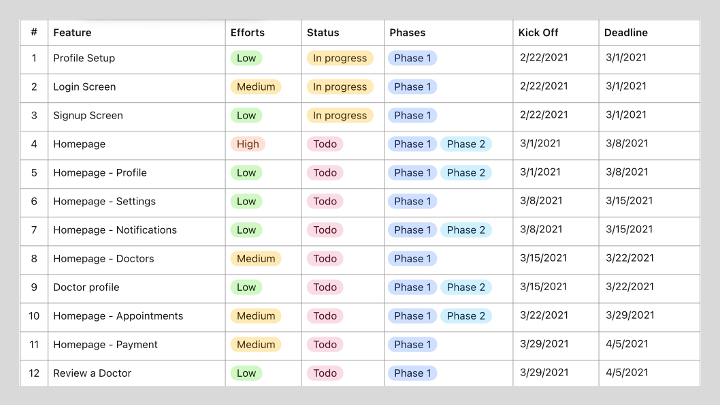 # Feature Efforts Status Phases Kick Off Deadline
1 Profile Setup Low In progress Phase 1 2/22/2021 3/1/2021
2 Login Screen Medium In progress Phase 1 2/22/2021 3/1/2021
3 Signup Screen Low In progress Phase 1 2/22/2021 3/1/2021
4 Homepage High Todo Phase 1 Phase 2 3/1/2021 3/8/2021
5 Homepage - Profile Low Todo Phase 1 Phase 2 3/1/2021 3/8/2021
6 Homepage - Settings Low Todo Phase 1 3/8/2021 3/15/2021
7 Homepage - Notifications Low Todo Phase 1 Phase 2 3/8/2021 3/15/2021
8 Homepage - Doctors Medium Todo Phase 1 3/15/2021 3/22/2021
9 Doctor profile Low Todo Phase 1 Phase 2 3/15/2021 3/22/2021
10 Homepage - Appointments Medium Todo Phase 1 Phase 2 3/22/2021 3/29/2021
11 Homepage - Payment Medium Todo Phase 1 3/29/2021 4/5/2021
12 Review a Doctor Low Todo Phase 1 3/29/2021 4/5/2021